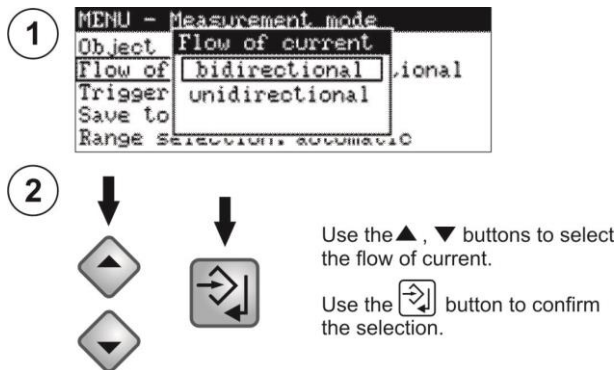 1
MENU - Measurement mode
Object Flow of current
Flow of bidirectional ional
Trigger unidirectional
Save to
Range selection: automatic
2
Use the ▲ , ▼ buttons to select
the flow of current.
Use the button to confirm
the selection.